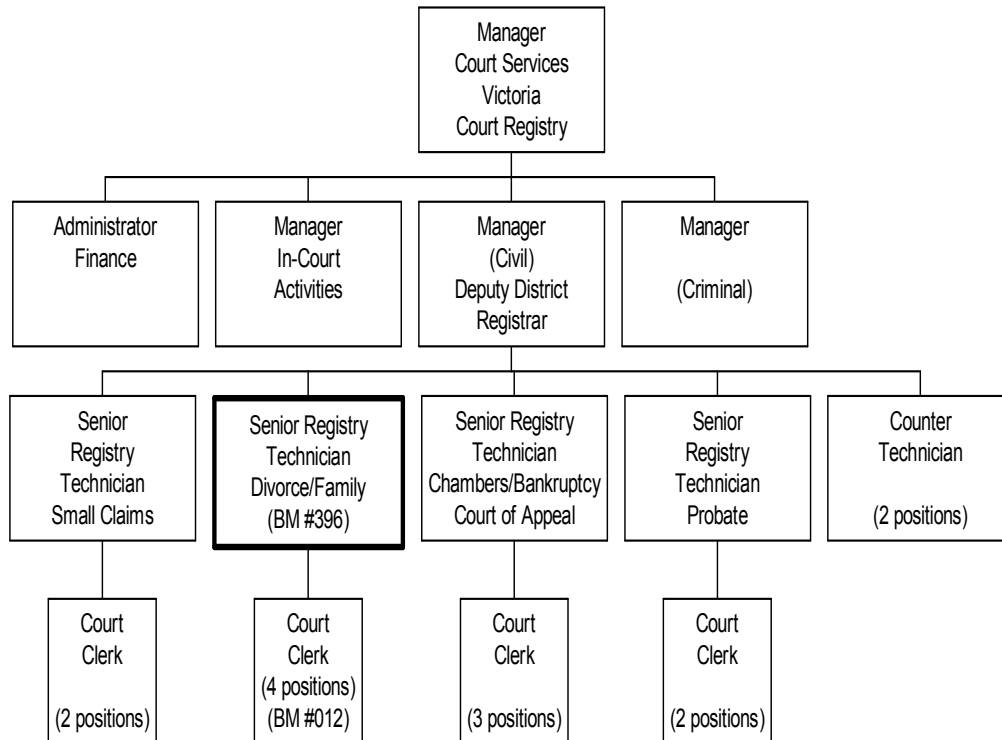 Manager
Court Services
Victoria
Court Registry
Administrator
Finance
Manager
In-Court
Activities
Manager
(Civil)
Deputy District
Registrar
Manager
(Criminal)
Senior
Registry
Technician
Small Claims
Senior Registry
Technician
Divorce/Family
(BM #396)
Senior Registry
Technician
Chambers/Bankruptcy
Court of Appeal
Senior
Registry
Technician
Probate
Counter
Technician
(2 positions)
Court
Clerk
(2 positions)
Court
Clerk
(4 positions)
(BM #012)
Court
Clerk
(3 positions)
Court
Clerk
(2 positions)